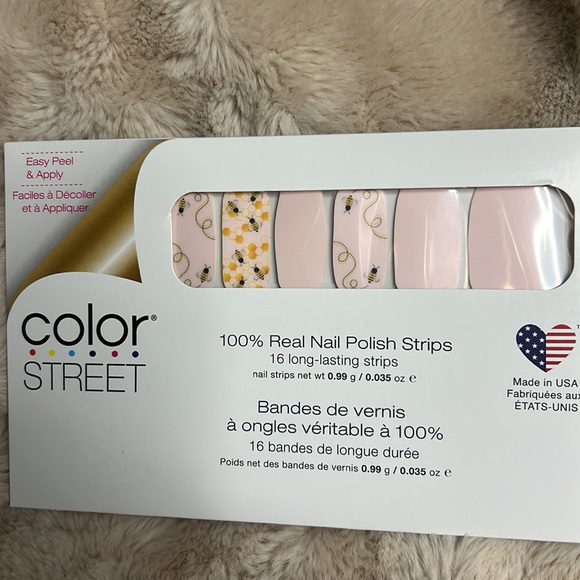 Easy Peel
& Apply
Faciles à Décoller
et à Appliquer
color®
STREET
100% Real Nail Polish Strips
16 long-lasting strips
nail strips net wt 0.99 g / 0.035 oz ℮
Bandes de vernis
à ongles véritable à 100%
16 bandes de longue durée
Poids net des bandes de vernis 0.99 g / 0.035 oz ℮
Made in USA
Fabriquées aux
ÉTATS-UNIS